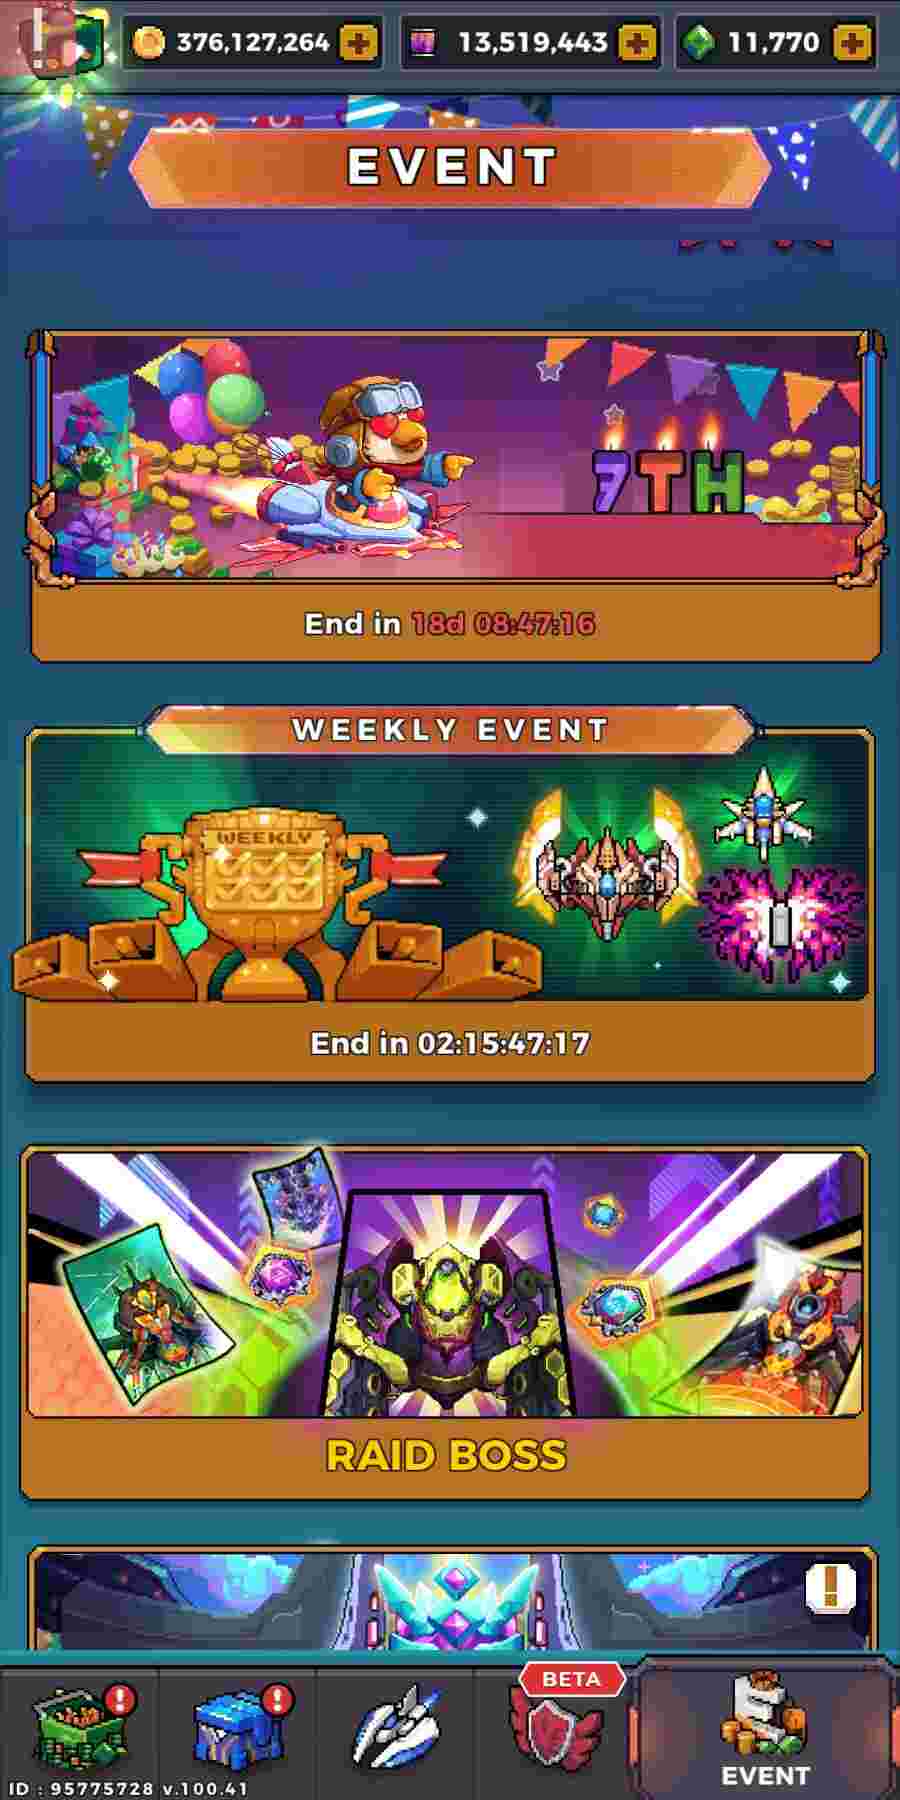 376,127,264
13,519,443
11,770
EVENT
7TH
End in 18d 08:47:16
WEEKLY EVENT
WEEKLY
End in 02:15:47:17
RAID BOSS
BETA
EVENT
ID : 95775728 v.100.41